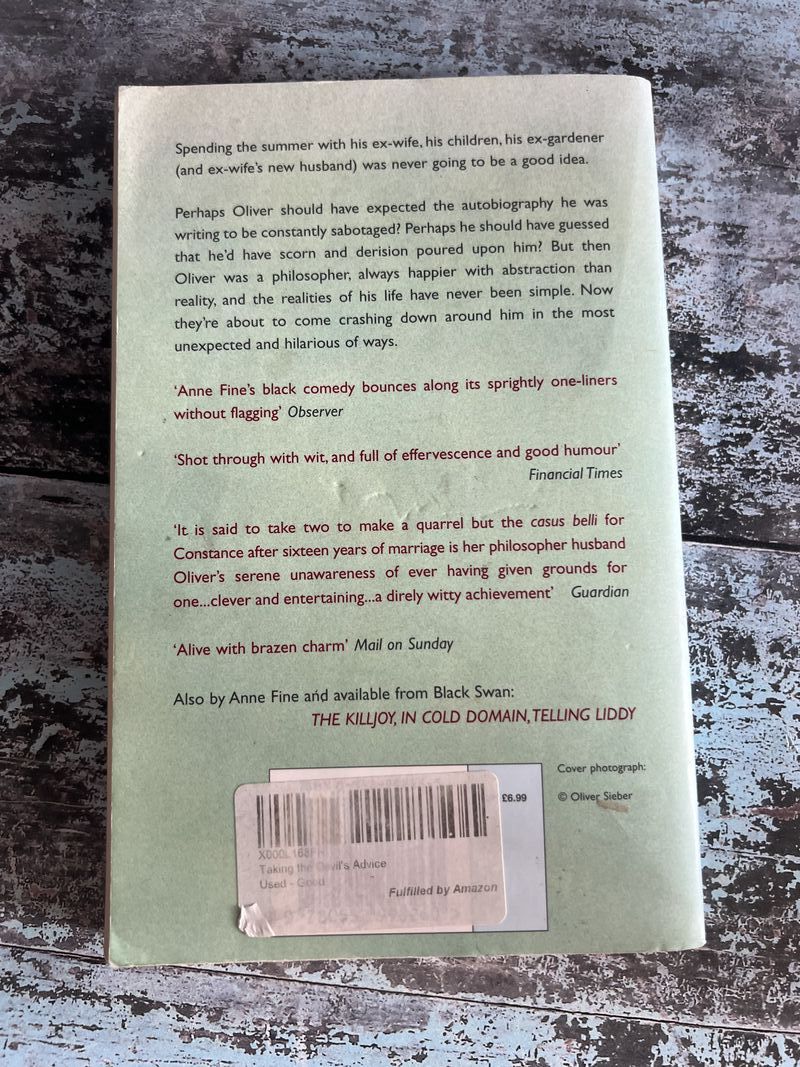 Spending the summer with his ex-wife, his children, his ex-gardener
(and ex-wife's new husband) was never going to be a good idea.
Perhaps Oliver should have expected the autobiography he was
writing to be constantly sabotaged? Perhaps he should have guessed
that he'd have scorn and derision poured upon him? But then
Oliver was a philosopher, always happier with abstraction than
reality, and the realities of his life have never been simple. Now
they're about to come crashing down around him in the most
unexpected and hilarious of ways.
'Anne Fine's black comedy bounces along its sprightly one-liners
without flagging' Observer
'Shot through with wit, and full of effervescence and good humour'
Financial Times
'It is said to take two to make a quarrel but the casus belli for
Constance after sixteen years of marriage is her philosopher husband
Oliver's serene unawareness of ever having given grounds for
one...clever and entertaining...a direly witty achievement' Guardian
'Alive with brazen charm' Mail on Sunday
Also by Anne Fine and available from Black Swan:
THE KILLJOY, IN COLD DOMAIN, TELLING LIDDY
Cover photograph:
£6.99
© Oliver Sieber
Taking the Devil's Advice
Used - Good
Fulfilled by Amazon